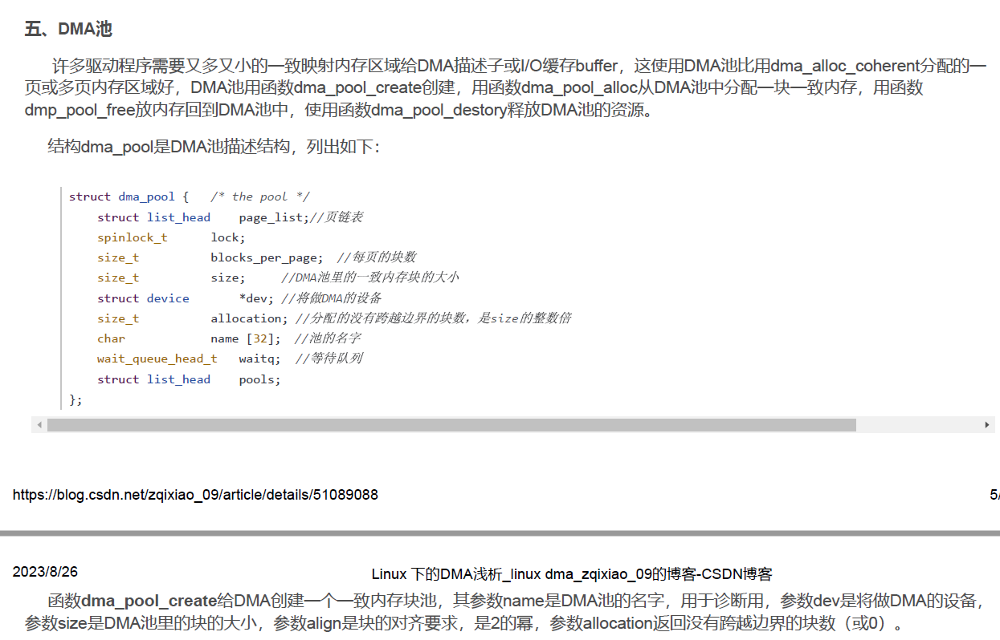 五、DMA池
许多驱动程序需要又多又小的一致映射内存区域给DMA描述子或I/O缓存buffer，这使用DMA池比用dma_alloc_coherent分配的一
页或多页内存区域好，DMA池用函数dma_pool_create创建，用函数dma_pool_alloc从DMA池中分配一块一致内存，用函数
dmp_pool_free放内存回到DMA池中，使用函数dma_pool_destory释放DMA池的资源。
结构dma_pool是DMA池描述结构，列出如下：
struct dma_pool {   /* the pool */
    struct list_head    page_list;//页链表
    spinlock_t      lock;
    size_t          blocks_per_page;  //每页的块数
    size_t          size;     //DMA池里的一致内存块的大小
    struct device       *dev; //将做DMA的设备
    size_t          allocation; //分配的没有跨越边界的块数，是size的整数倍
    char            name [32];  //池的名字
    wait_queue_head_t   waitq;  //等待队列
    struct list_head    pools;
};
https://blog.csdn.net/zqixiao_09/article/details/51089088 5/
2023/8/26 Linux 下的DMA浅析_linux dma_zqixiao_09的博客-CSDN博客
函数dma_pool_create给DMA创建一个一致内存块池，其参数name是DMA池的名字，用于诊断用，参数dev是将做DMA的设备，
参数size是DMA池里的块的大小，参数align是块的对齐要求，是2的幂，参数allocation返回没有跨越边界的块数（或0）。